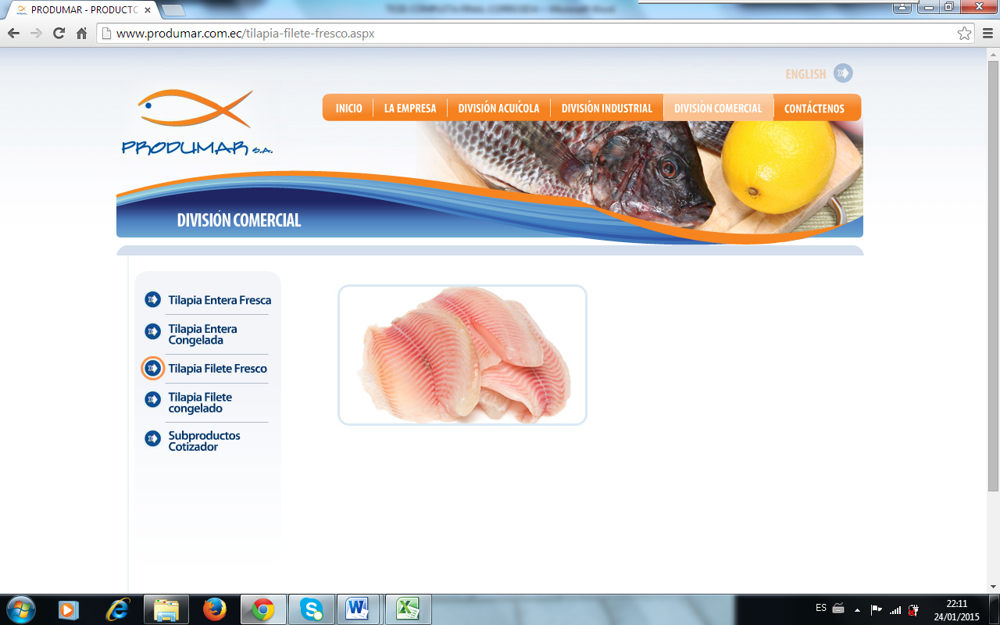 PRODUMAR - PRODUCTO
www.produmar.com.ec/tilapia-filete-fresco.aspx
ENGLISH
INICIO
LA EMPRESA
DIVISIÓN ACUÍCOLA
DIVISIÓN INDUSTRIAL
DIVISIÓN COMERCIAL
CONTÁCTENOS
PRODUMAR S.A.
DIVISIÓN COMERCIAL
Tilapia Entera Fresca
Tilapia Entera
Congelada
Tilapia Filete Fresco
Tilapia Filete
congelado
Subproductos
Cotizador
ES
22:11
24/01/2015